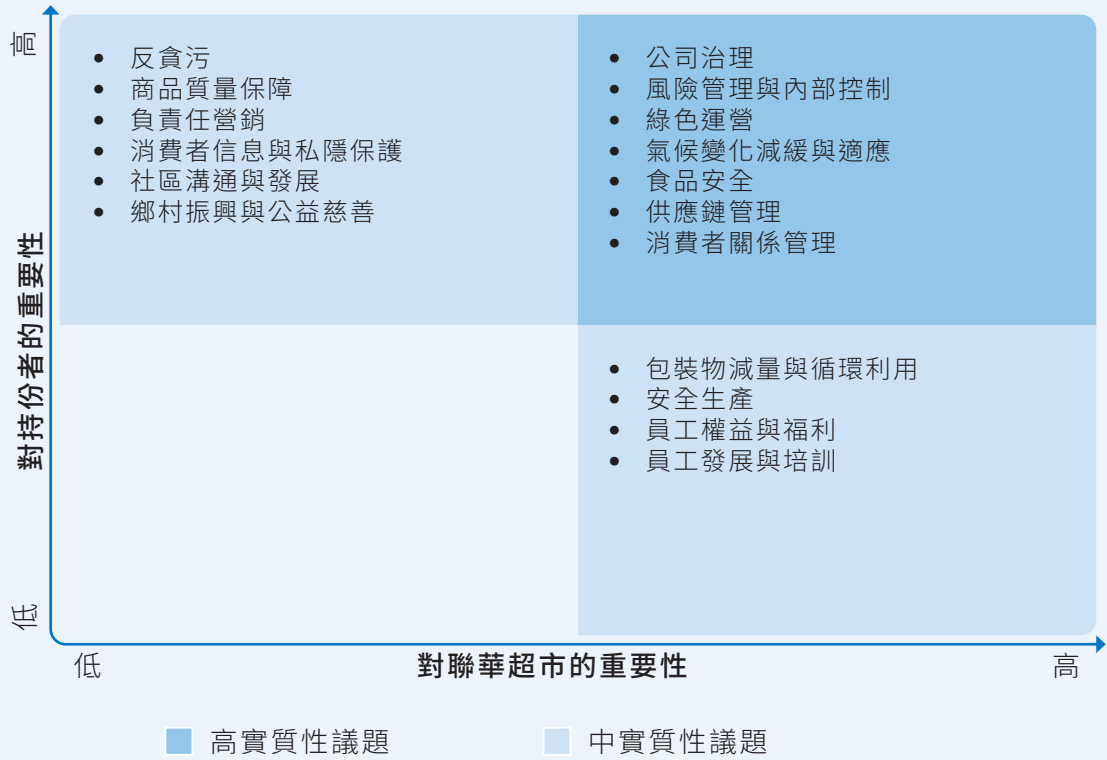 高
• 反貪污
• 商品質量保障
• 負責任營銷
• 消費者信息與私隱保護
• 社區溝通與發展
• 鄉村振興與公益慈善
• 公司治理
• 風險管理與內部控制
• 綠色運營
• 氣候變化減緩與適應
• 食品安全
• 供應鏈管理
• 消費者關係管理
對持份者的重要性
• 包裝物減量與循環利用
• 安全生產
• 員工權益與福利
• 員工發展與培訓
低
低
對聯華超市的重要性
高
高實質性議題
中實質性議題